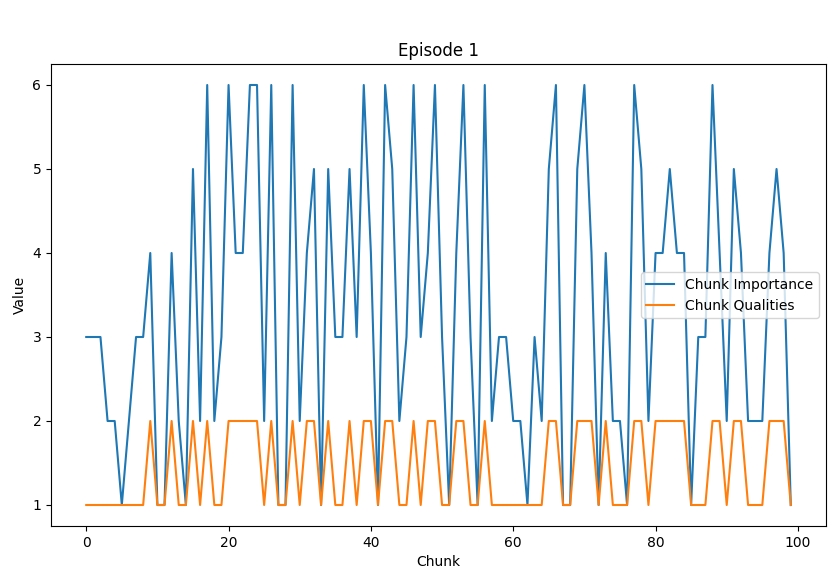 Episode 1
Value
6
5
4
3
2
1
Chunk Importance
Chunk Qualities
0 20 40 60 80 100
Chunk